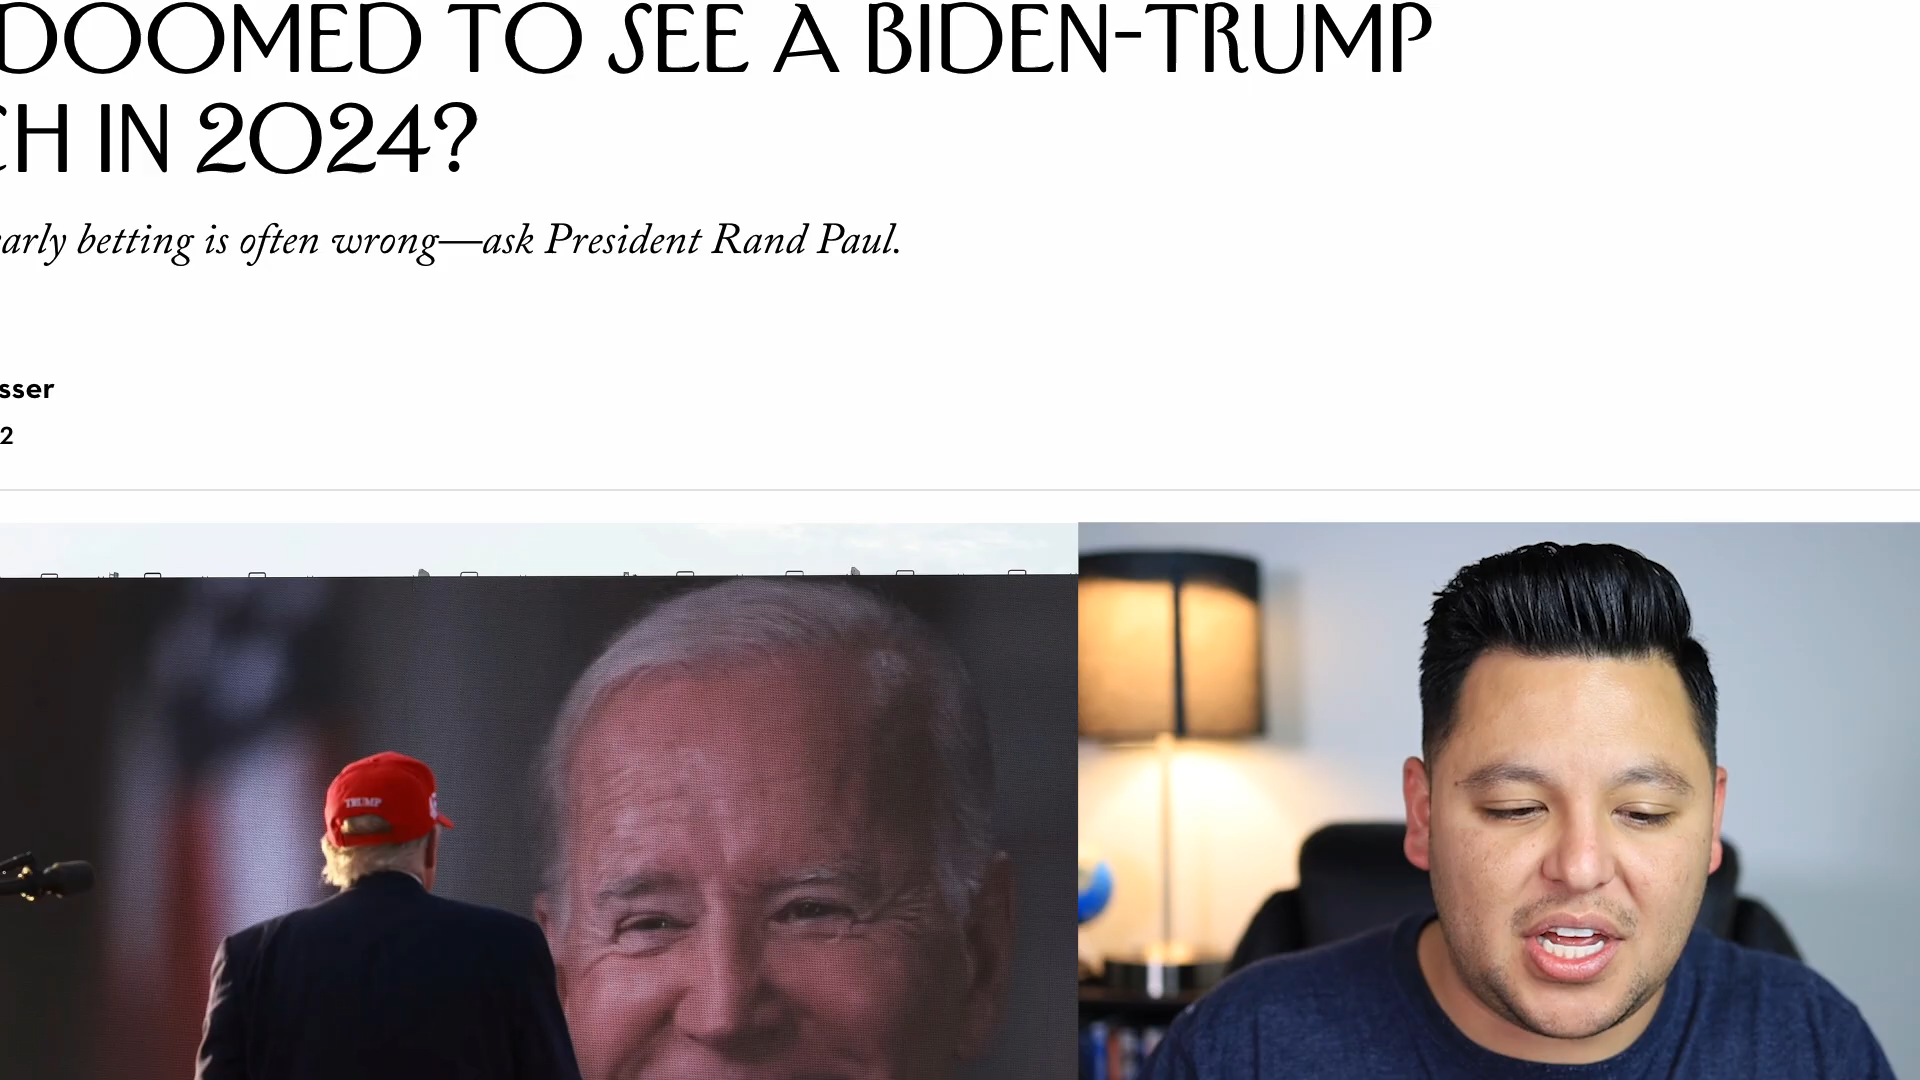 DOOMED TO SEE A BIDEN-TRUMP
CH IN 2024?
arly betting is often wrong—ask President Rand Paul.
sser
2
TRUMP